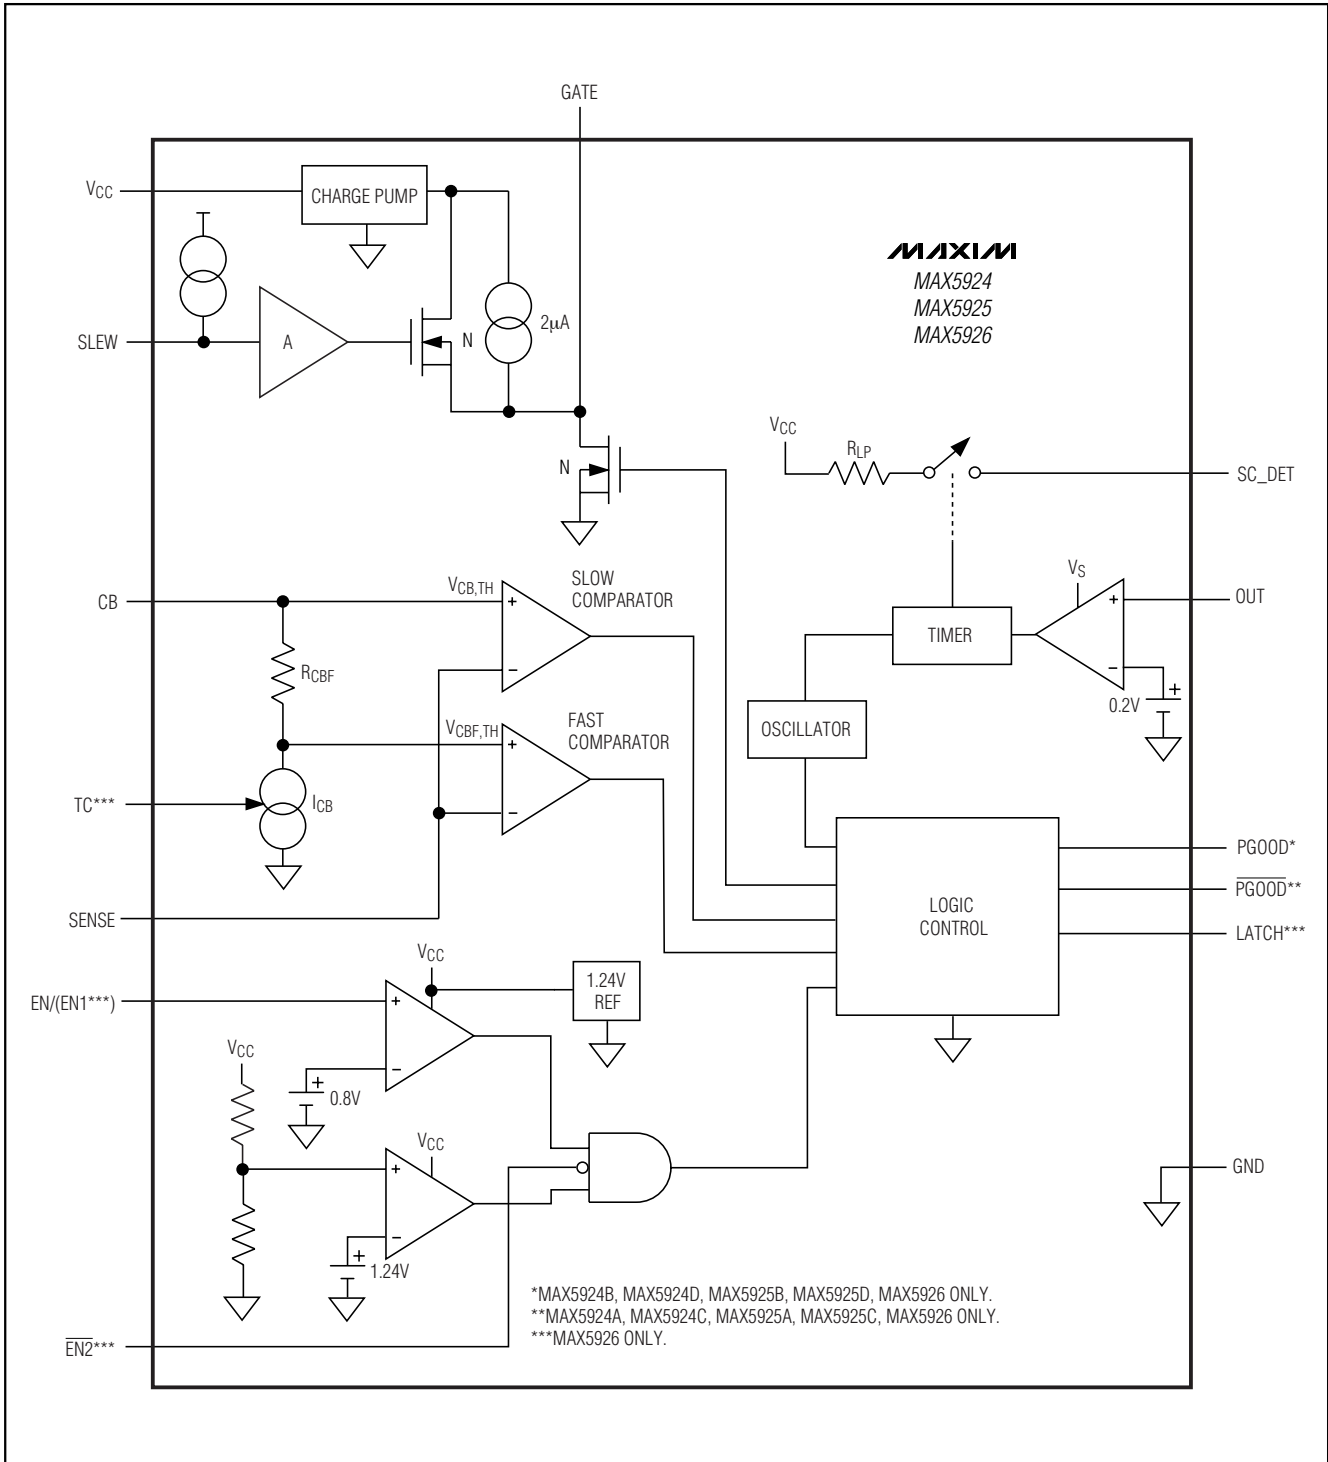 GATE
VCC
CHARGE PUMP
MAXIM
MAX5924
MAX5925
MAX5926
2µA
SLEW
A
N
VCC
RLP
SC_DET
N
CB
VCB,TH
+
−
SLOW
COMPARATOR
VS
+
−
OUT
TIMER
0.2V
+
RCBF
VCBF,TH
+
−
FAST
COMPARATOR
OSCILLATOR
TC***
ICB
LOGIC
CONTROL
PGOOD*
PGOOD**
LATCH***
SENSE
VCC
1.24V
REF
EN/(EN1***)
+
−
VCC
+
0.8V
VCC
+
−
GND
+
1.24V
*MAX5924B, MAX5924D, MAX5925B, MAX5925D, MAX5926 ONLY.
**MAX5924A, MAX5924C, MAX5925A, MAX5925C, MAX5926 ONLY.
***MAX5926 ONLY.
EN2***